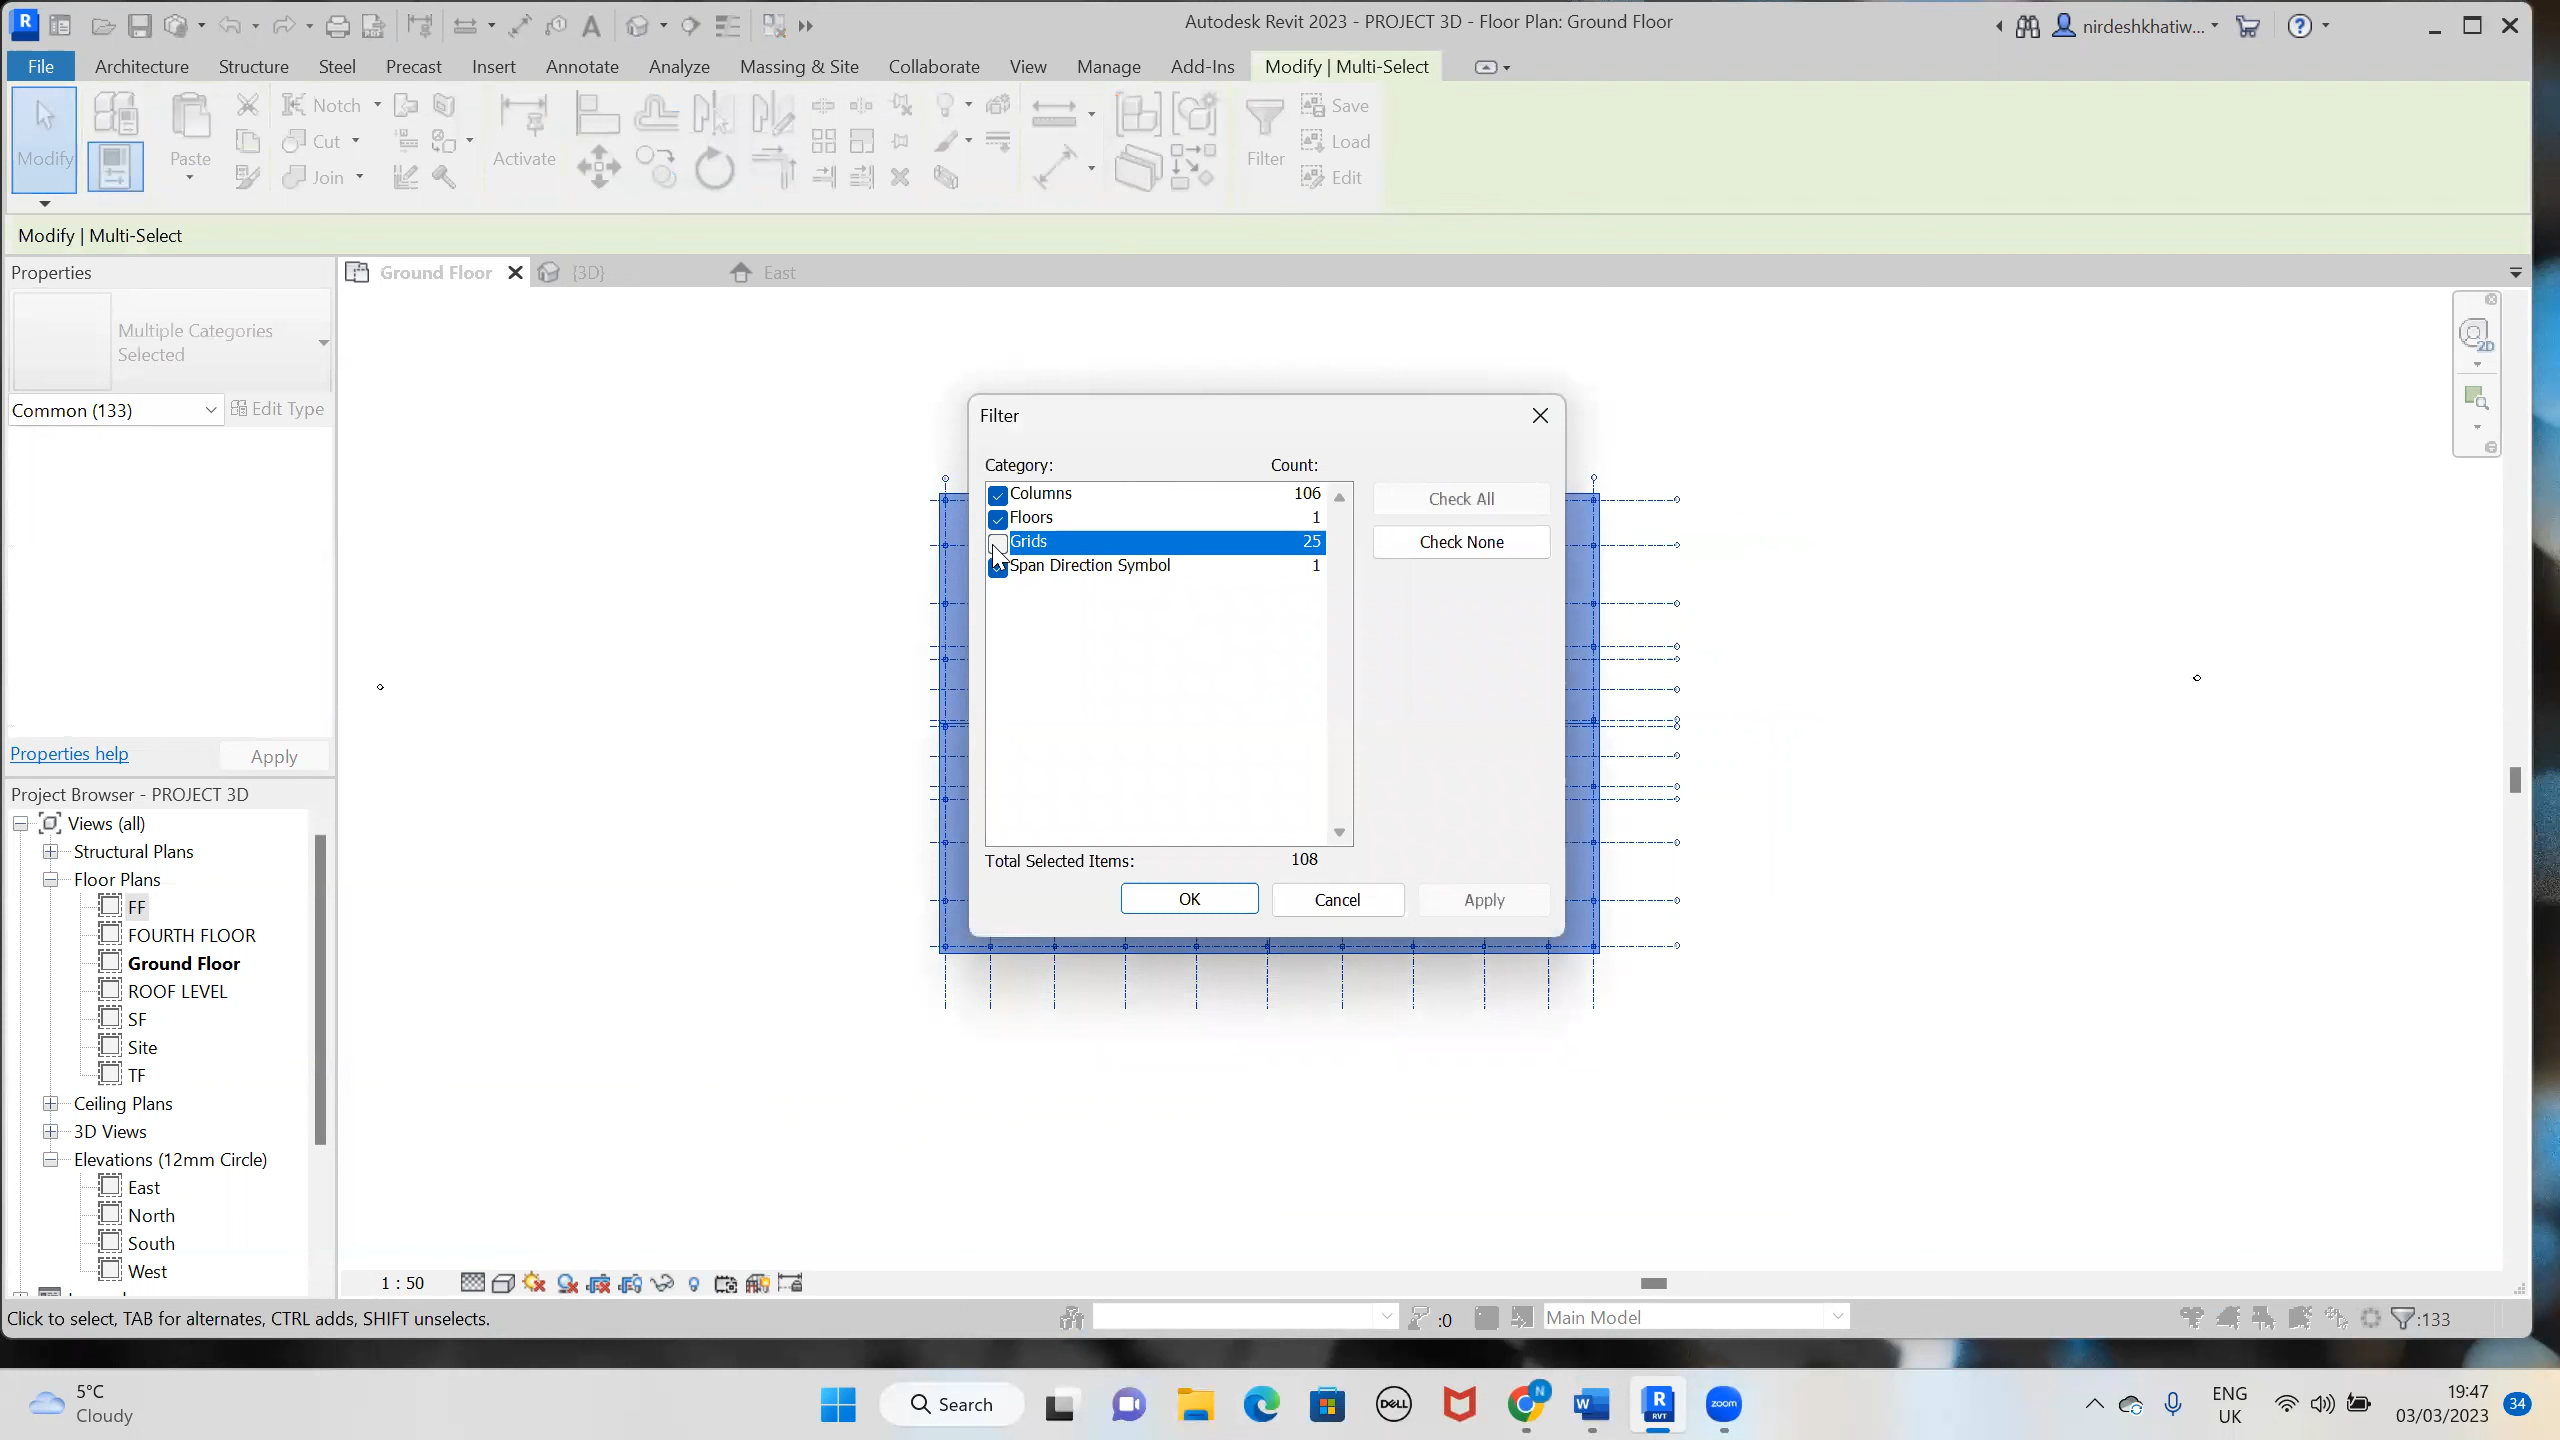 Autodesk Revit 2023 - PROJECT 3D - Floor Plan: Ground Floor
nirdeshkhatiw...
File Architecture Structure Steel Precast Insert Annotate Analyze Massing & Site Collaborate View Manage Add-Ins Modify | Multi-Select
Modify
Paste
Notch
Cut
Join
Activate
Filter
Save
Load
Edit
Modify | Multi-Select
Properties
Ground Floor
{3D}
East
Multiple Categories
Selected
Common (133)
Edit Type
Properties help
Apply
Project Browser - PROJECT 3D
Views (all)
Structural Plans
Floor Plans
FF
FOURTH FLOOR
Ground Floor
ROOF LEVEL
SF
Site
TF
Ceiling Plans
3D Views
Elevations (12mm Circle)
East
North
South
West
2D
Filter
Category: Count:
Columns 106
Floors 1
Grids 25
Span Direction Symbol 1
Check All
Check None
Total Selected Items: 108
OK
Cancel
Apply
1 : 50
Click to select, TAB for alternates, CTRL adds, SHIFT unselects.
:0
Main Model
:133
5°C
Cloudy
Search
DELL
N
W
R
RVT
zoom
ENG
UK
19:47
03/03/2023
34